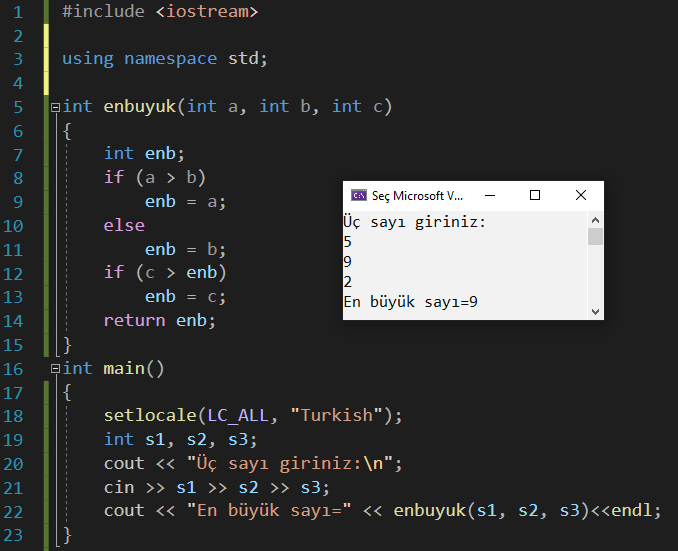 1 #include <iostream>
2
3 using namespace std;
4
5 int enbuyuk(int a, int b, int c)
6 {
7 int enb;
8 if (a > b)
9 enb = a;
10 else
11 enb = b;
12 if (c > enb)
13 enb = c;
14 return enb;
15 }
16 int main()
17 {
18 setlocale(LC_ALL, "Turkish");
19 int s1, s2, s3;
20 cout << "Üç sayı giriniz:\n";
21 cin >> s1 >> s2 >> s3;
22 cout << "En büyük sayı=" << enbuyuk(s1, s2, s3)<<endl;
23 }
C:\ Seç Microsoft V...
Üç sayı giriniz:
5
9
2
En büyük sayı=9